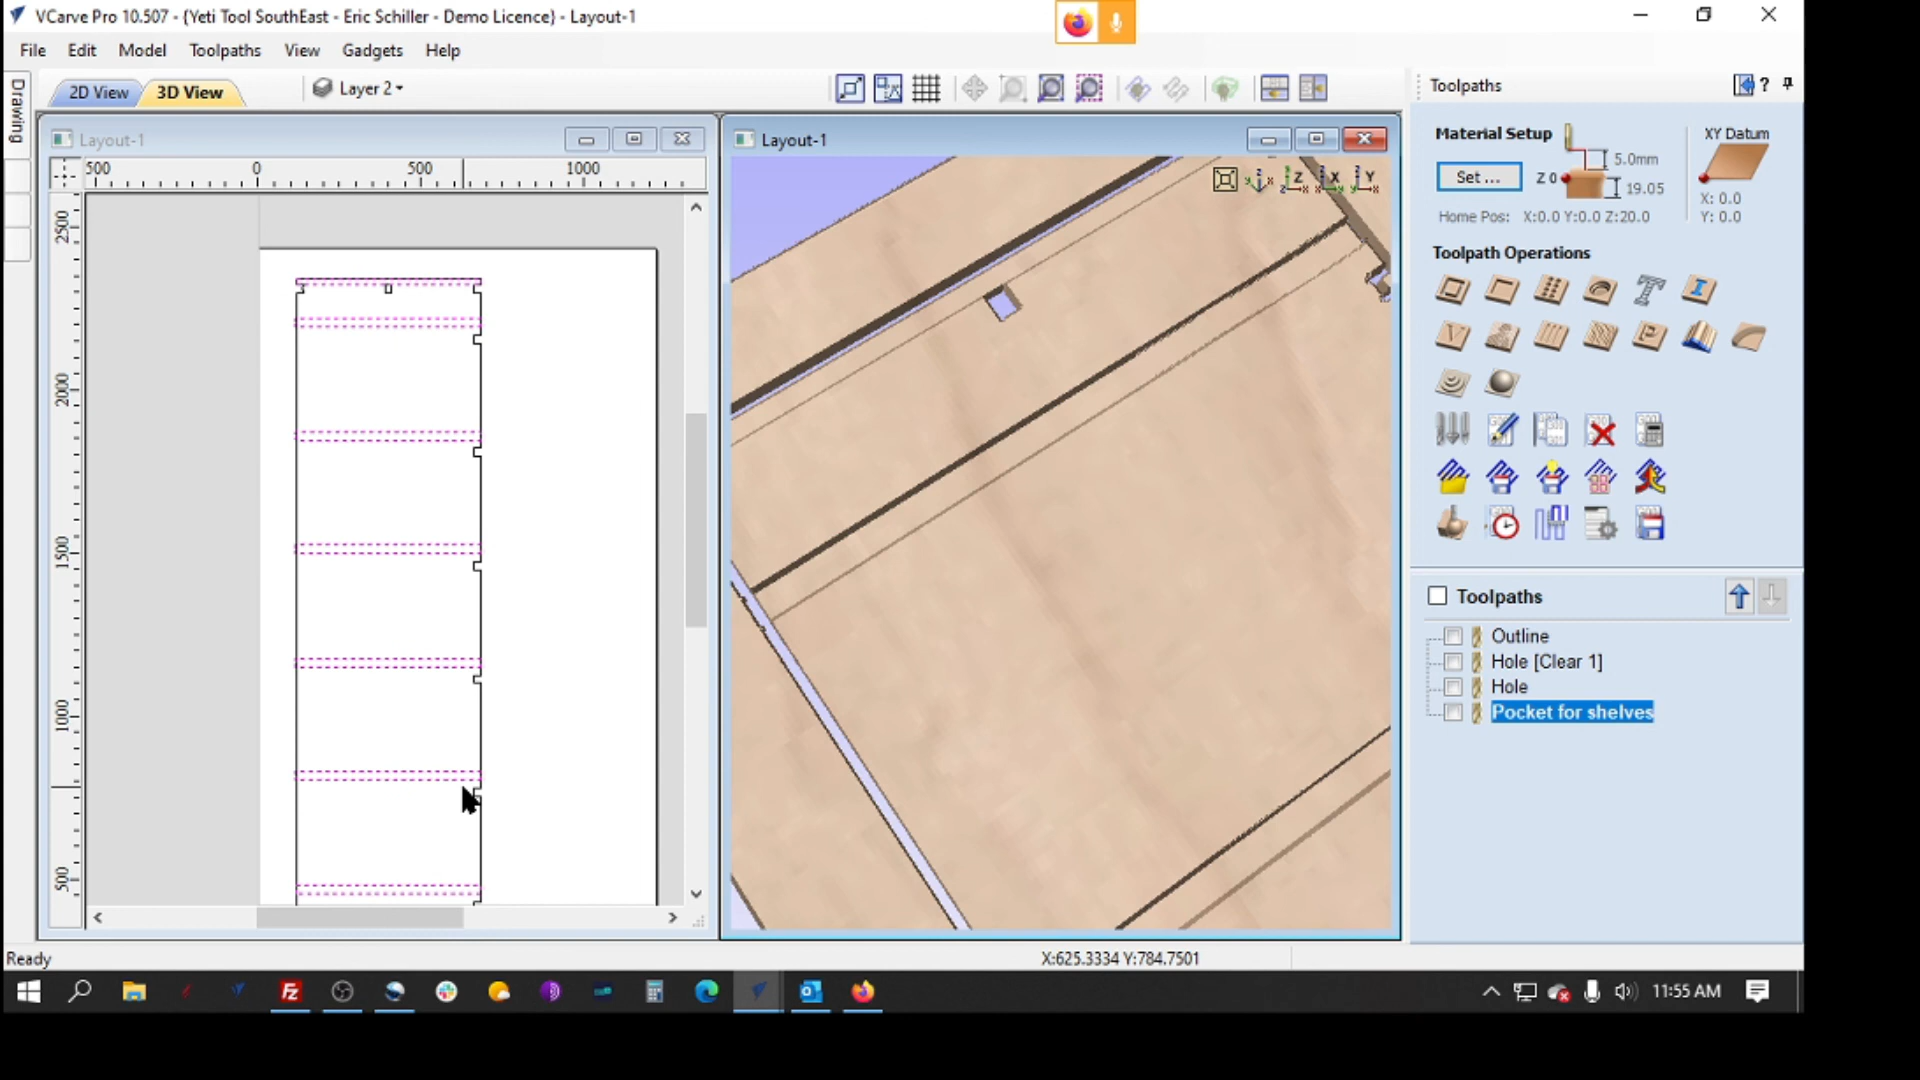 VCarve Pro 10.507 - {Yeti Tool SouthEast - Eric Schiller - Demo Licence} - Layout-1
File Edit Model Toolpaths View Gadgets Help
2D View 3D View Layer 2
Drawing
Layout-1
500 0 500 1000
2500
2000
1500
1000
500
Layout-1
Z X Y
Toolpaths ?
Material Setup
Set ...
Z 0
5.0mm
19.05
XY Datum
X: 0.0
Y: 0.0
Home Pos: X:0.0 Y:0.0 Z:20.0
Toolpath Operations
Toolpaths
Outline
Hole [Clear 1]
Hole
Pocket for shelves
Ready
X:625.3334 Y:784.7501
11:55 AM